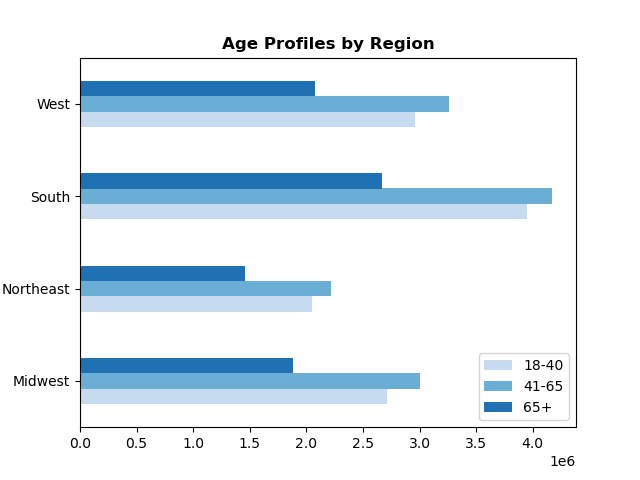 Age Profiles by Region
West
South
Northeast
Midwest
18-40
41-65
65+
0.0 0.5 1.0 1.5 2.0 2.5 3.0 3.5 4.0
1e6